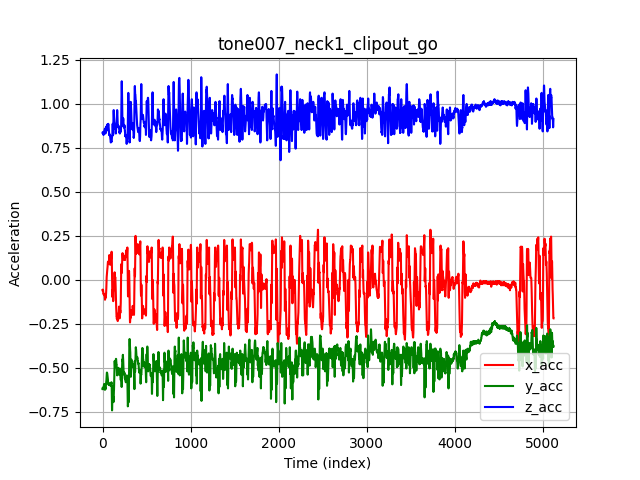 tone007_neck1_clipout_go
1.25
1.00
0.75
0.50
0.25
0.00
−0.25
−0.50
−0.75
Acceleration
0 1000 2000 3000 4000 5000
Time (index)
x_acc
y_acc
z_acc